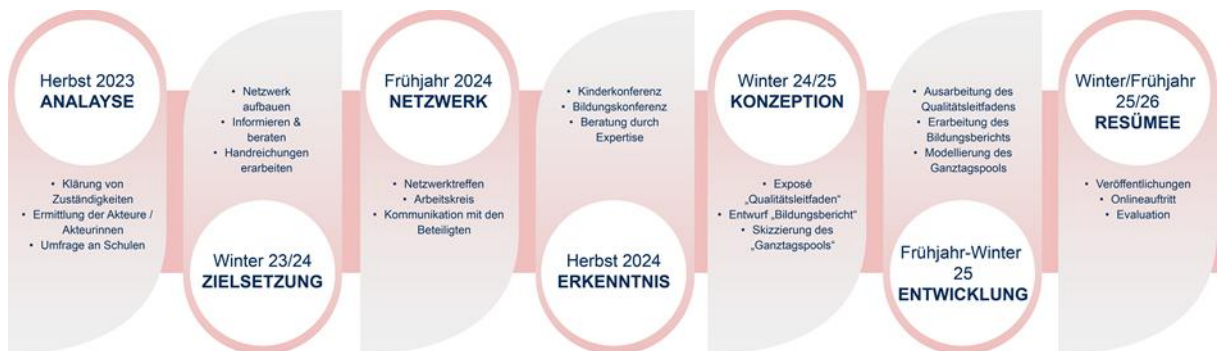 Herbst 2023
ANALAYSE
• Klärung von
Zuständigkeiten
• Ermittlung der Akteure /
Akteurinnen
• Umfrage an Schulen
• Netzwerk
aufbauen
• Informieren &
beraten
• Handreichungen
erarbeiten
Winter 23/24
ZIELSETZUNG
Frühjahr 2024
NETZWERK
• Netzwerktreffen
• Arbeitskreis
• Kommunikation mit den
Beteiligten
• Kinderkonferenz
• Bildungskonferenz
• Beratung durch
Expertise
Herbst 2024
ERKENNTNIS
Winter 24/25
KONZEPTION
• Exposé
„Qualitätsleitfaden“
• Entwurf „Bildungsbericht“
• Skizzierung des
„Ganztagspools“
• Ausarbeitung des
Qualitätsleitfadens
• Erarbeitung des
Bildungsberichts
• Modellierung des
Ganztagspools
Frühjahr-Winter
25
ENTWICKLUNG
Winter/Frühjahr
25/26
RESÜMEE
• Veröffentlichungen
• Onlineauftritt
• Evaluation